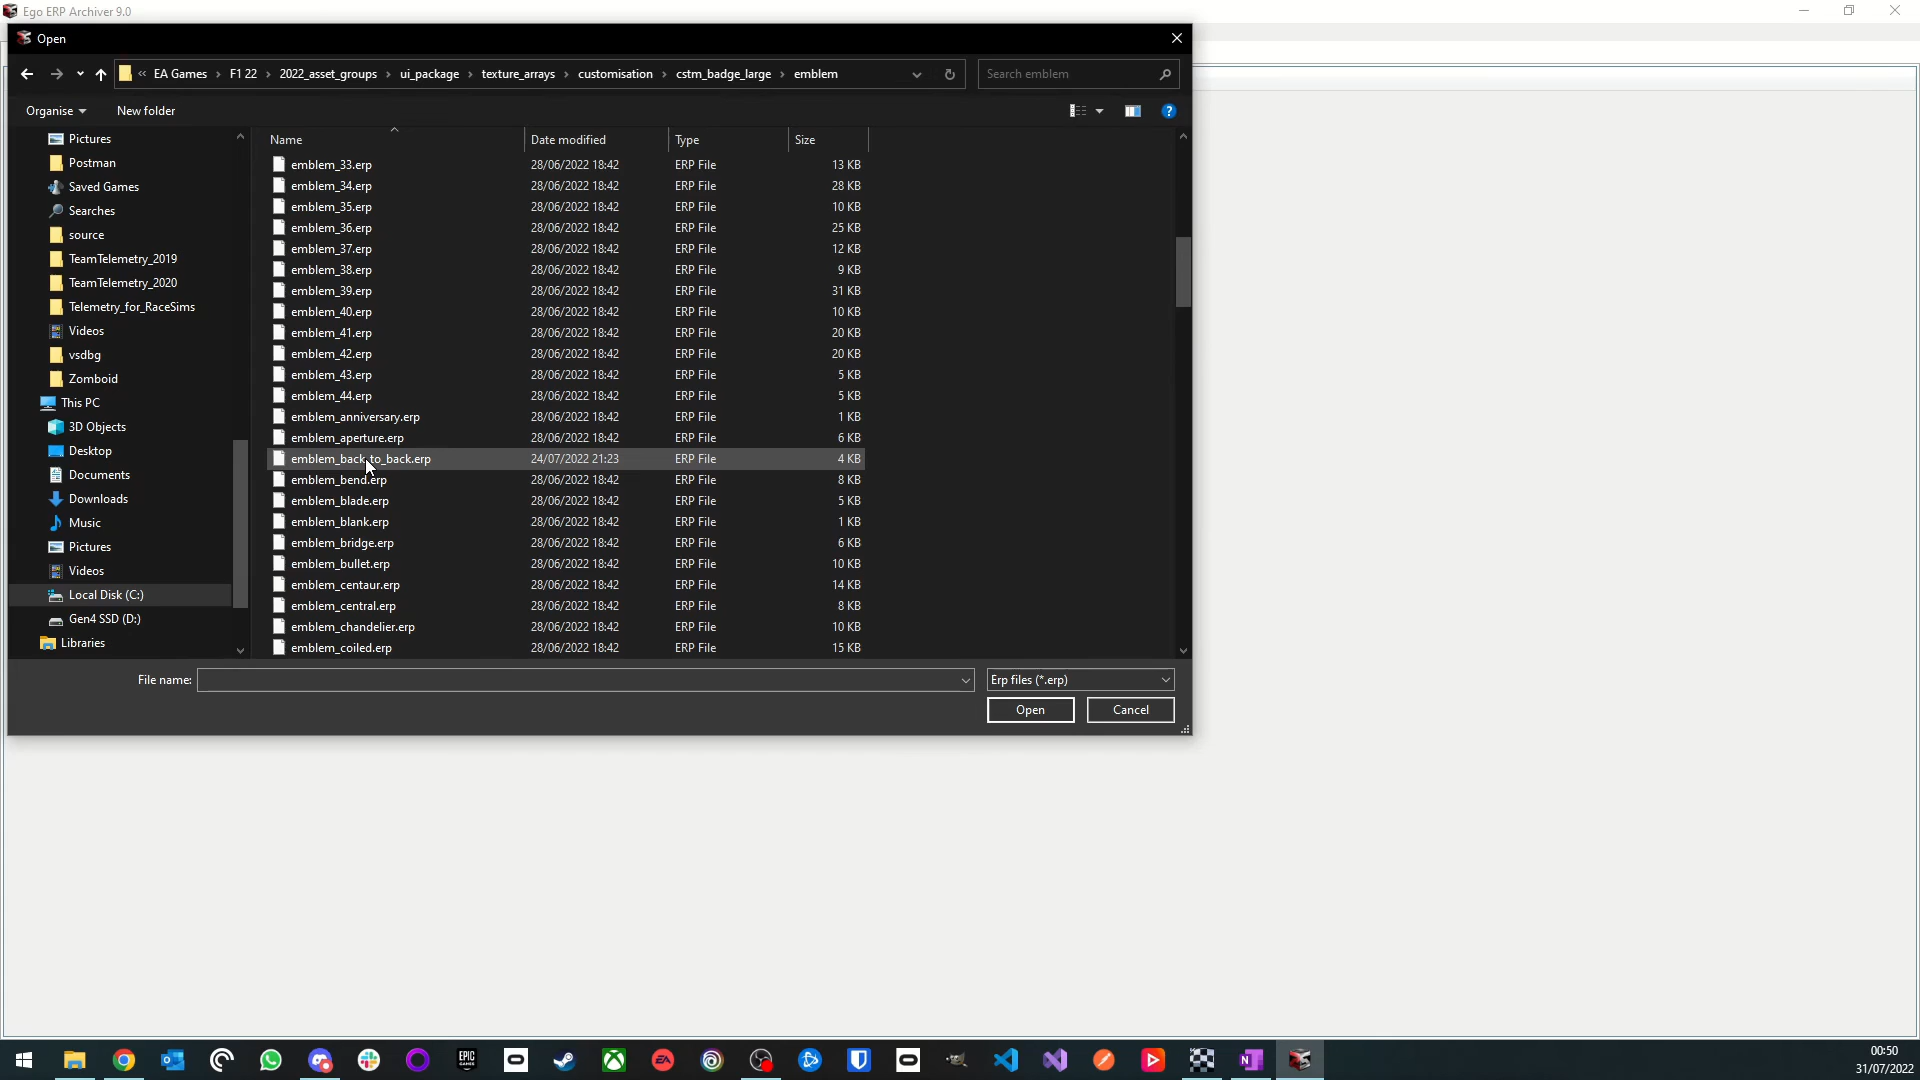 Ego ERP Archiver 9.0
Open
« EA Games › F1 22 › 2022_asset_groups › ui_package › texture_arrays › customisation › cstm_badge_large › emblem
Search emblem
Organise
New folder
Name
Date modified
Type
Size
Pictures
Postman
Saved Games
Searches
source
TeamTelemetry_2019
TeamTelemetry_2020
Telemetry_for_RaceSims
Videos
vsdbg
Zomboid
This PC
3D Objects
Desktop
Documents
Downloads
Music
Pictures
Videos
Local Disk (C:)
Gen4 SSD (D:)
Libraries
emblem_33.erp 28/06/2022 18:42 ERP File 13 KB
emblem_34.erp 28/06/2022 18:42 ERP File 28 KB
emblem_35.erp 28/06/2022 18:42 ERP File 10 KB
emblem_36.erp 28/06/2022 18:42 ERP File 25 KB
emblem_37.erp 28/06/2022 18:42 ERP File 12 KB
emblem_38.erp 28/06/2022 18:42 ERP File 9 KB
emblem_39.erp 28/06/2022 18:42 ERP File 31 KB
emblem_40.erp 28/06/2022 18:42 ERP File 10 KB
emblem_41.erp 28/06/2022 18:42 ERP File 20 KB
emblem_42.erp 28/06/2022 18:42 ERP File 20 KB
emblem_43.erp 28/06/2022 18:42 ERP File 5 KB
emblem_44.erp 28/06/2022 18:42 ERP File 5 KB
emblem_anniversary.erp 28/06/2022 18:42 ERP File 1 KB
emblem_aperture.erp 28/06/2022 18:42 ERP File 6 KB
emblem_back_to_back.erp 24/07/2022 21:23 ERP File 4 KB
emblem_bend.erp 28/06/2022 18:42 ERP File 8 KB
emblem_blade.erp 28/06/2022 18:42 ERP File 5 KB
emblem_blank.erp 28/06/2022 18:42 ERP File 1 KB
emblem_bridge.erp 28/06/2022 18:42 ERP File 6 KB
emblem_bullet.erp 28/06/2022 18:42 ERP File 10 KB
emblem_centaur.erp 28/06/2022 18:42 ERP File 14 KB
emblem_central.erp 28/06/2022 18:42 ERP File 8 KB
emblem_chandelier.erp 28/06/2022 18:42 ERP File 10 KB
emblem_coiled.erp 28/06/2022 18:42 ERP File 15 KB
File name:
Erp files (*.erp)
Open
Cancel
EPIC GAMES
EA
00:50
31/07/2022